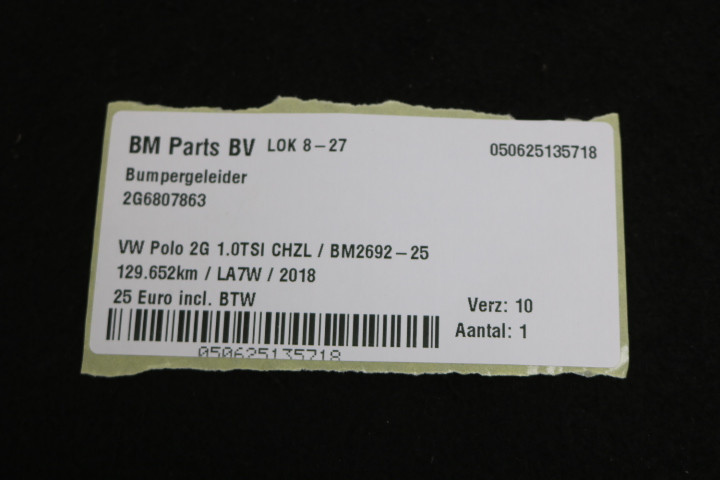 BM Parts BV LOK 8-27 050625135718
Bumpergeleider
2G6807863
VW Polo 2G 1.0TSI CHZL / BM2692-25
129.652km / LA7W / 2018
25 Euro incl. BTW
Verz: 10
Aantal: 1
050625135718